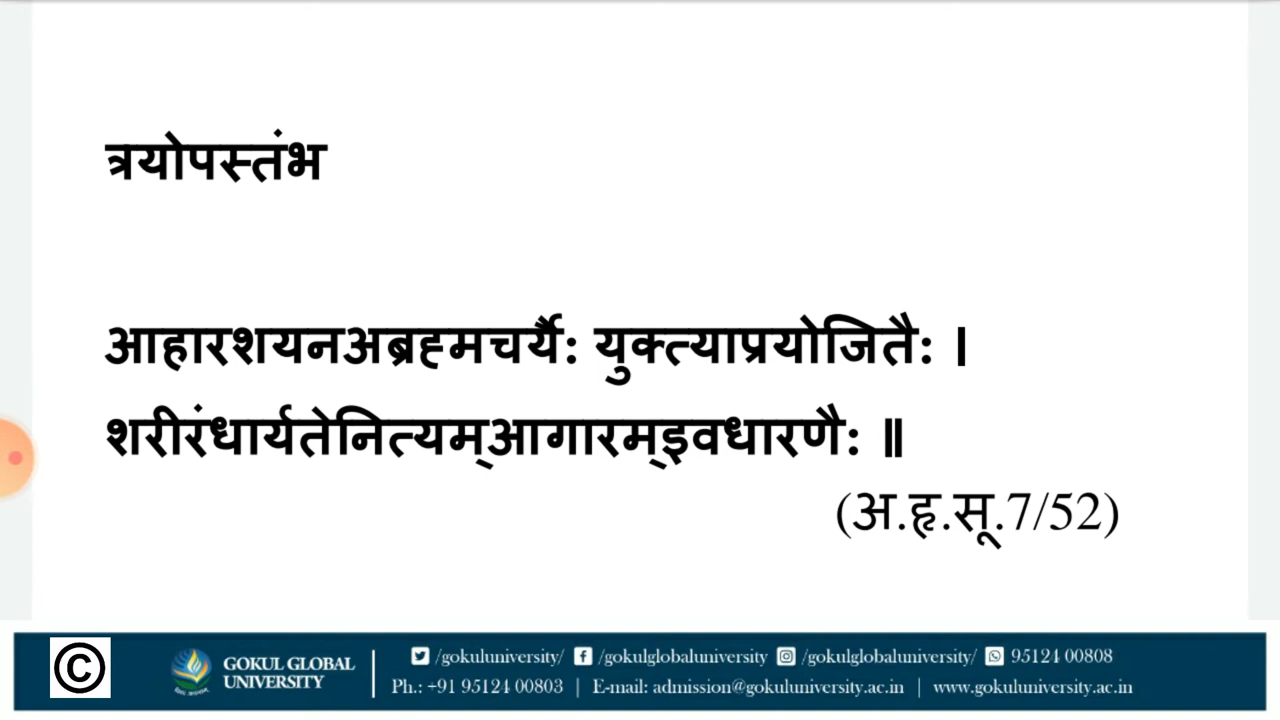 त्रयोपस्तंभ
आहारशयनअब्रह्मचर्यैः युक्त्याप्रयोजितैः ।
शरीरंधार्यतेनित्यम्आगारम्इवधारणैः ॥
(अ.हृ.सू.7/52)
©
GOKUL GLOBAL
UNIVERSITY
/gokuluniversity/ /gokulglobaluniversity /gokulglobaluniversity/ 95124 00808
Ph.: +91 95124 00803 | E-mail: admission@gokuluniversity.ac.in | www.gokuluniversity.ac.in